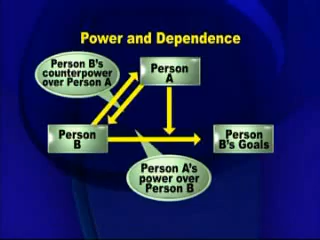 Power and Dependence
Person B's
counterpower
over Person A
Person
A
Person
B
Person
B's Goals
Person A's
power over
Person B